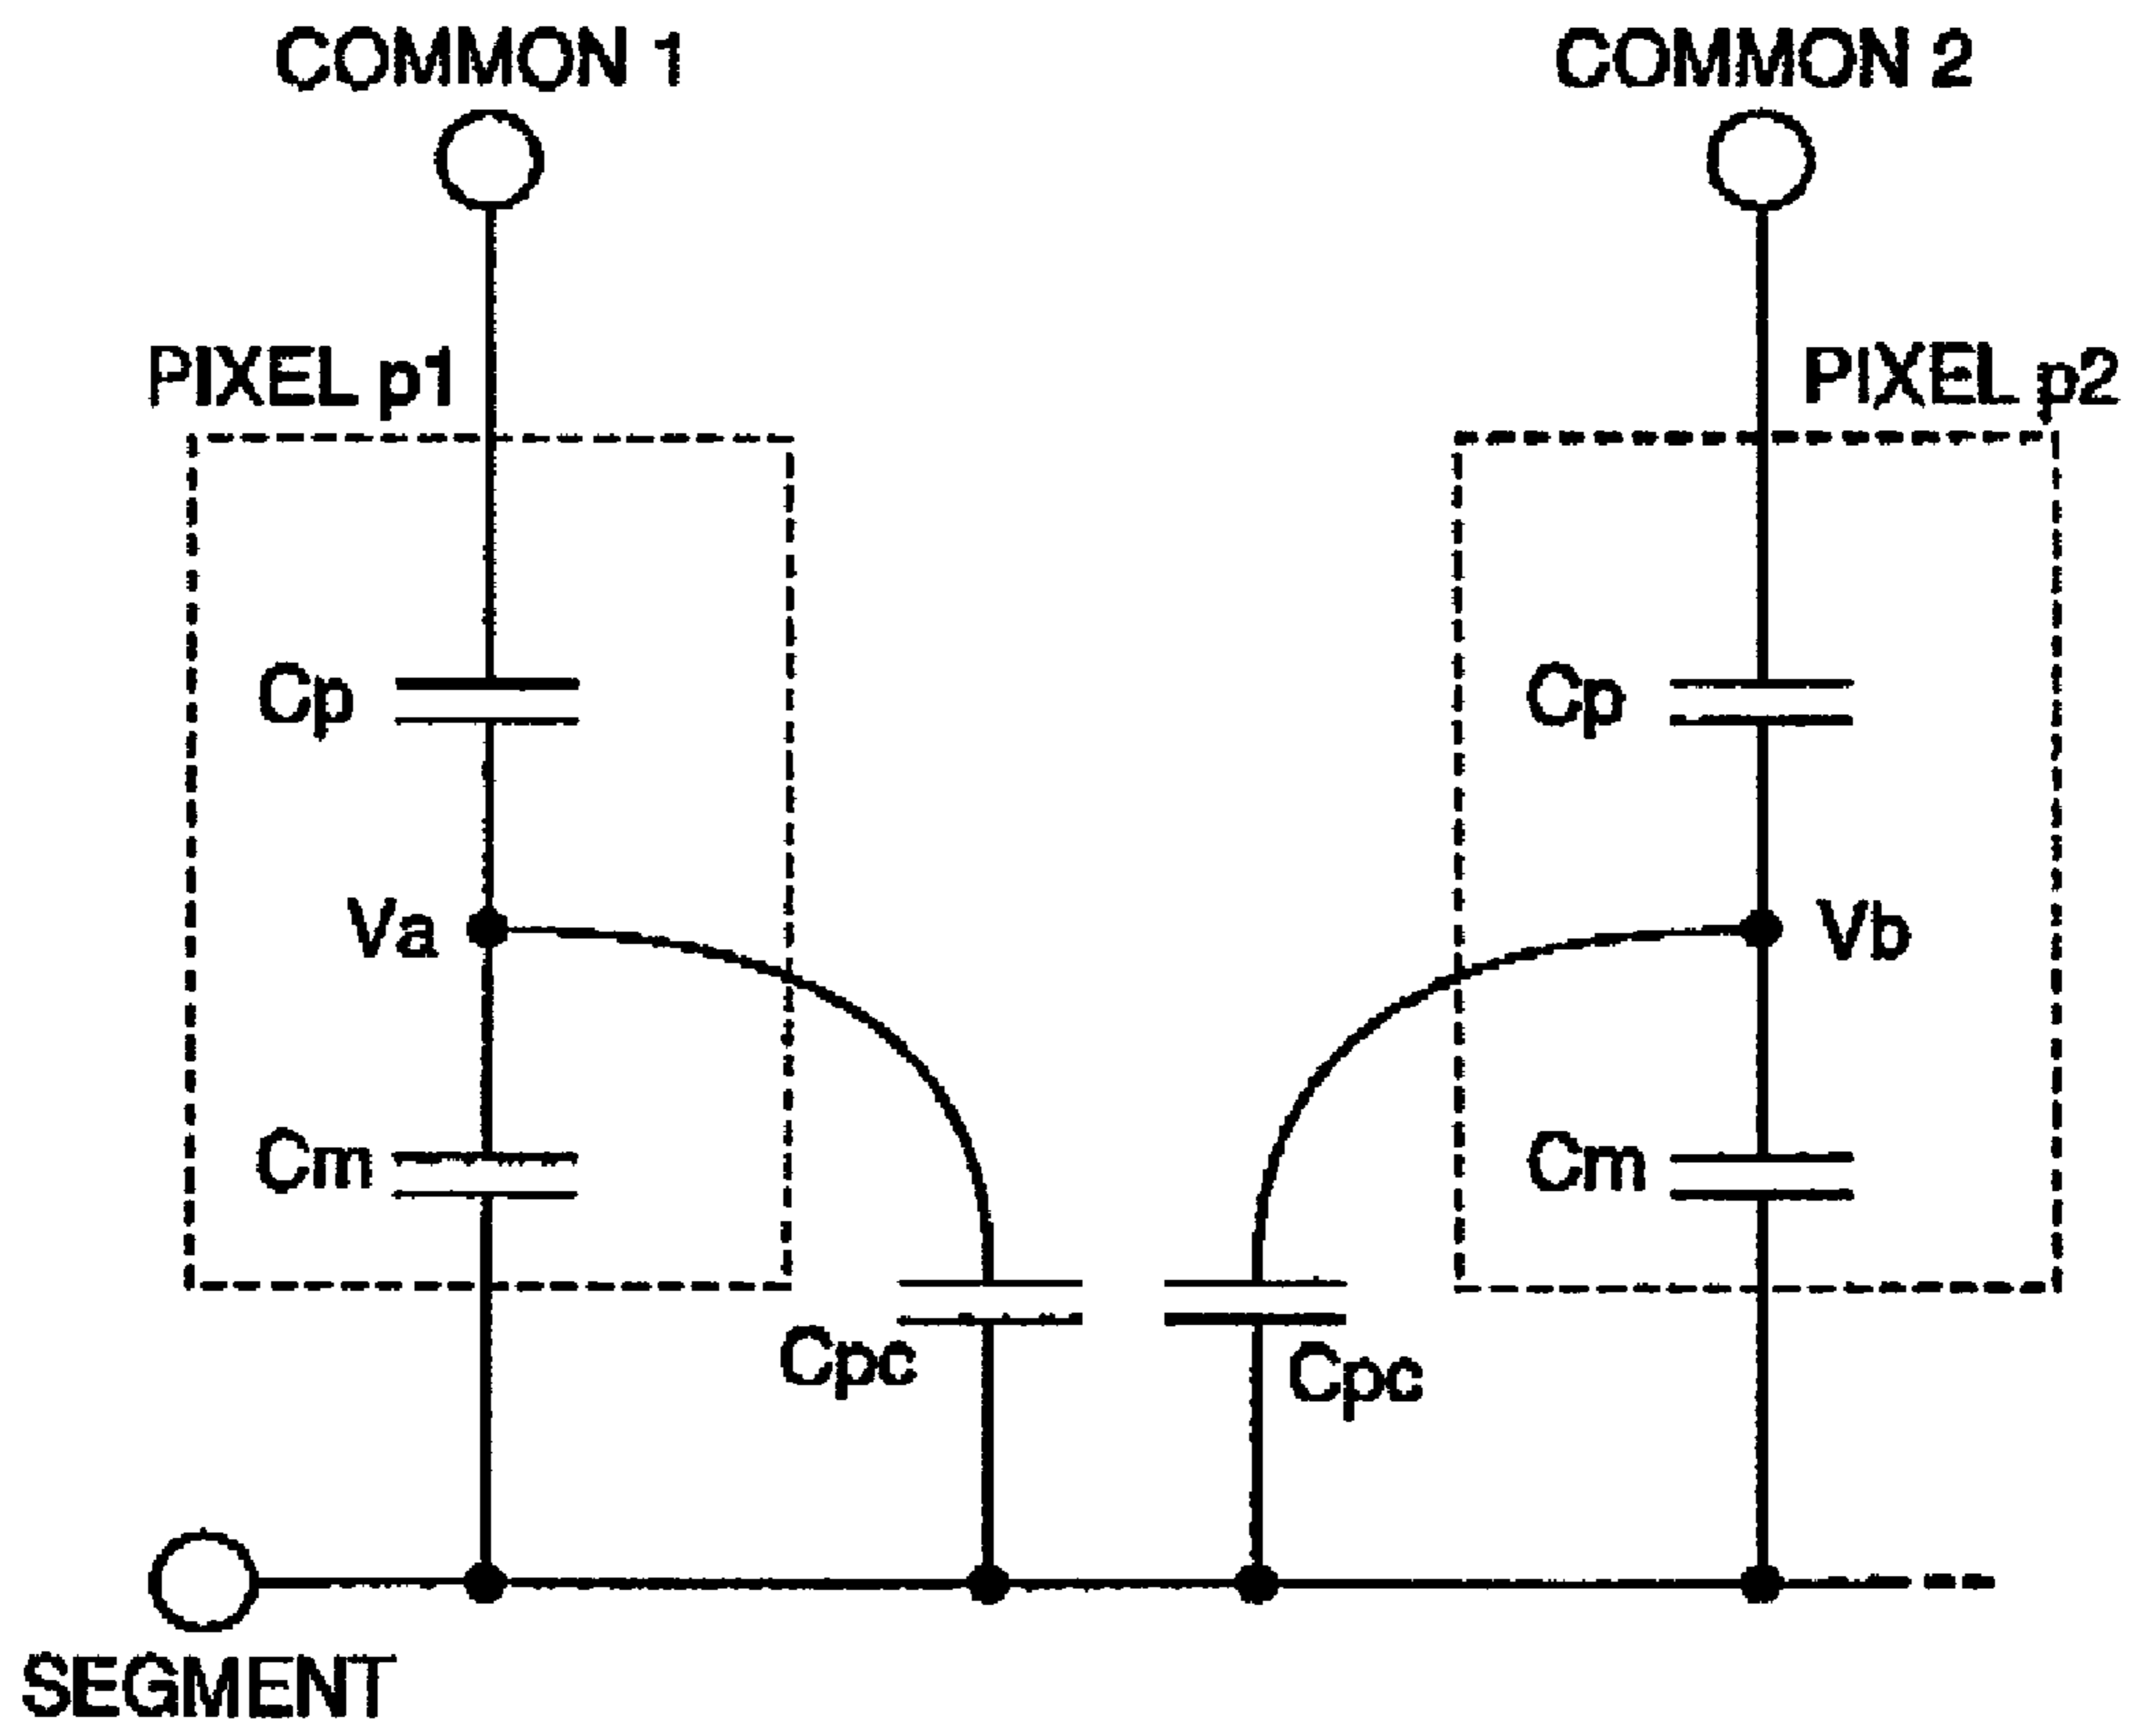 COMMON 1
COMMON 2
PIXEL p1
PIXEL p2
Cp
Cp
Va
Vb
Cm
Cm
Cpc
Cpc
SEGMENT